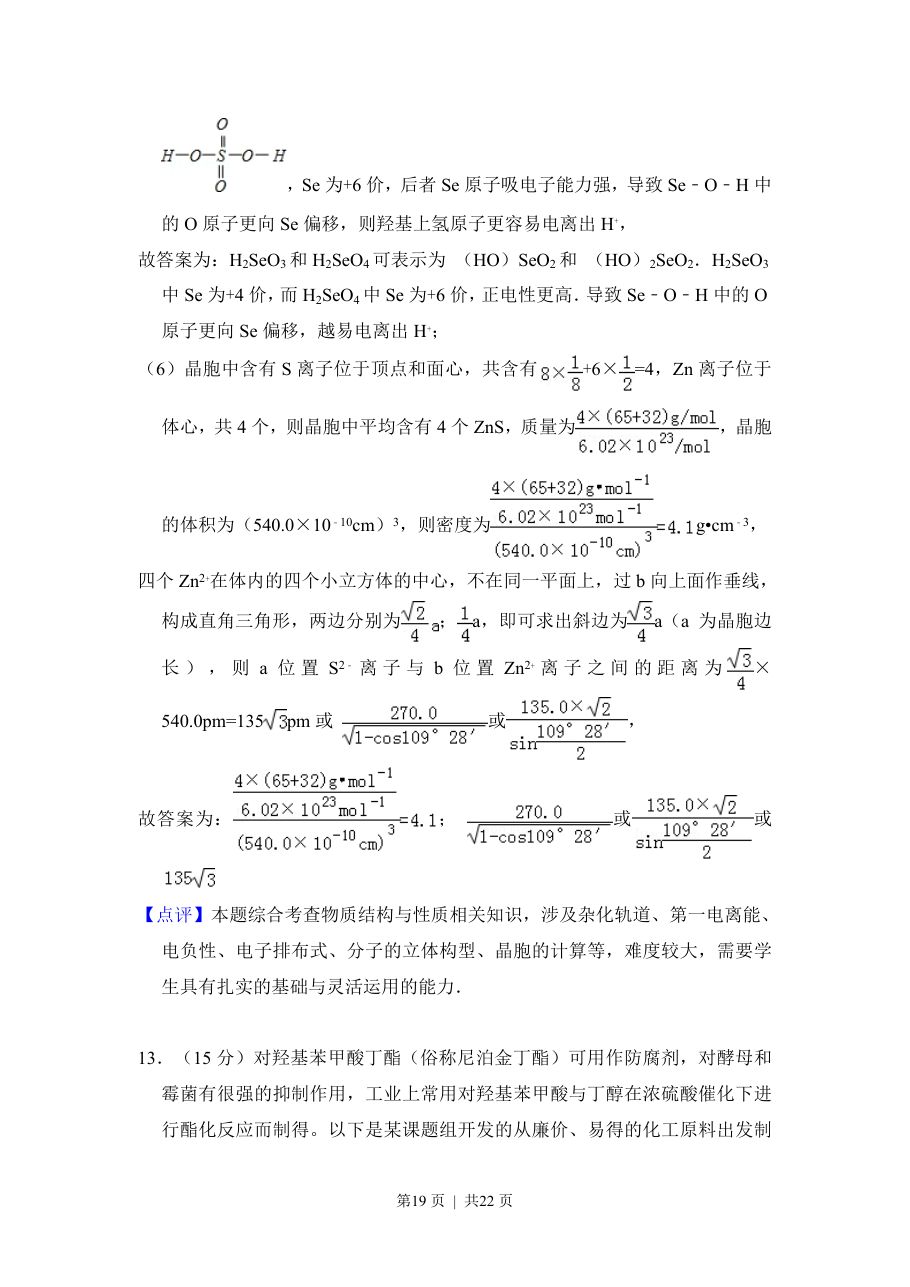 O
H-O-S-O-H
O
，Se 为+6 价，后者 Se 原子吸电子能力强，导致 Se﹣O﹣H 中
的 O 原子更向 Se 偏移，则羟基上氢原子更容易电离出 H⁺，
故答案为：H₂SeO₃ 和 H₂SeO₄ 可表示为 （HO）SeO₂ 和 （HO）₂SeO₂．H₂SeO₃
中 Se 为+4 价，而 H₂SeO₄ 中 Se 为+6 价，正电性更高．导致 Se﹣O﹣H 中的 O
原子更向 Se 偏移，越易电离出 H⁺；
（6）晶胞中含有 S 离子位于顶点和面心，共含有 8×1/8+6×1/2=4，Zn 离子位于
体心，共 4 个，则晶胞中平均含有 4 个 ZnS，质量为 4×(65+32)g/mol / 6.02×10²³/mol，晶胞
的体积为（540.0×10﹣¹⁰cm）³，则密度为 4×(65+32)g•mol⁻¹ / 6.02×10²³mol⁻¹ / (540.0×10⁻¹⁰cm)³ =4.1g•cm﹣³，
四个 Zn²⁺在体内的四个小立方体的中心，不在同一平面上，过 b 向上面作垂线，
构成直角三角形，两边分别为 √2/4 a；1/4 a，即可求出斜边为 √3/4 a（a 为晶胞边
长），则 a 位置 S²﹣离子与 b 位置 Zn²⁺离子之间的距离为 √3/4 ×
540.0pm=135√3pm 或 270.0/√1-cos109°28′ 或 135.0×√2 / sin 109°28′/2，
故答案为：4×(65+32)g•mol⁻¹ / 6.02×10²³mol⁻¹ / (540.0×10⁻¹⁰cm)³ =4.1； 270.0/√1-cos109°28′ 或 135.0×√2 / sin 109°28′/2 或
135√3
【点评】本题综合考查物质结构与性质相关知识，涉及杂化轨道、第一电离能、
电负性、电子排布式、分子的立体构型、晶胞的计算等，难度较大，需要学
生具有扎实的基础与灵活运用的能力．
13．（15 分）对羟基苯甲酸丁酯（俗称尼泊金丁酯）可用作防腐剂，对酵母和
霉菌有很强的抑制作用，工业上常用对羟基苯甲酸与丁醇在浓硫酸催化下进
行酯化反应而制得。以下是某课题组开发的从廉价、易得的化工原料出发制
第19 页 | 共22 页